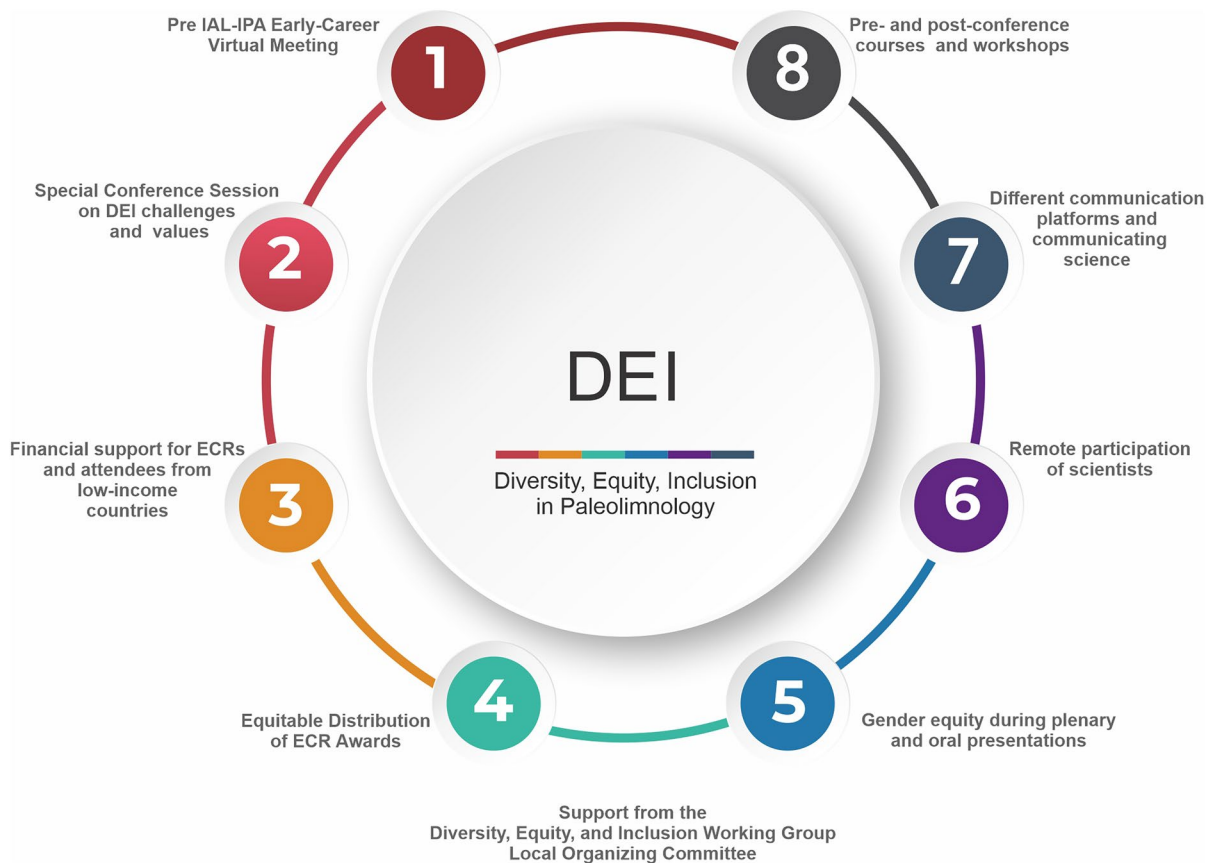 Pre IAL-IPA Early-Career
Virtual Meeting
1
Special Conference Session
on DEI challenges
and values
2
Financial support for ECRs
and attendees from
low-income
countries
3
Equitable Distribution
of ECR Awards
4
Gender equity during plenary
and oral presentations
5
Remote participation
of scientists
6
Different communication
platforms and
communicating
science
7
Pre- and post-conference
courses and workshops
8
DEI
Diversity, Equity, Inclusion
in Paleolimnology
Support from the
Diversity, Equity, and Inclusion Working Group
Local Organizing Committee